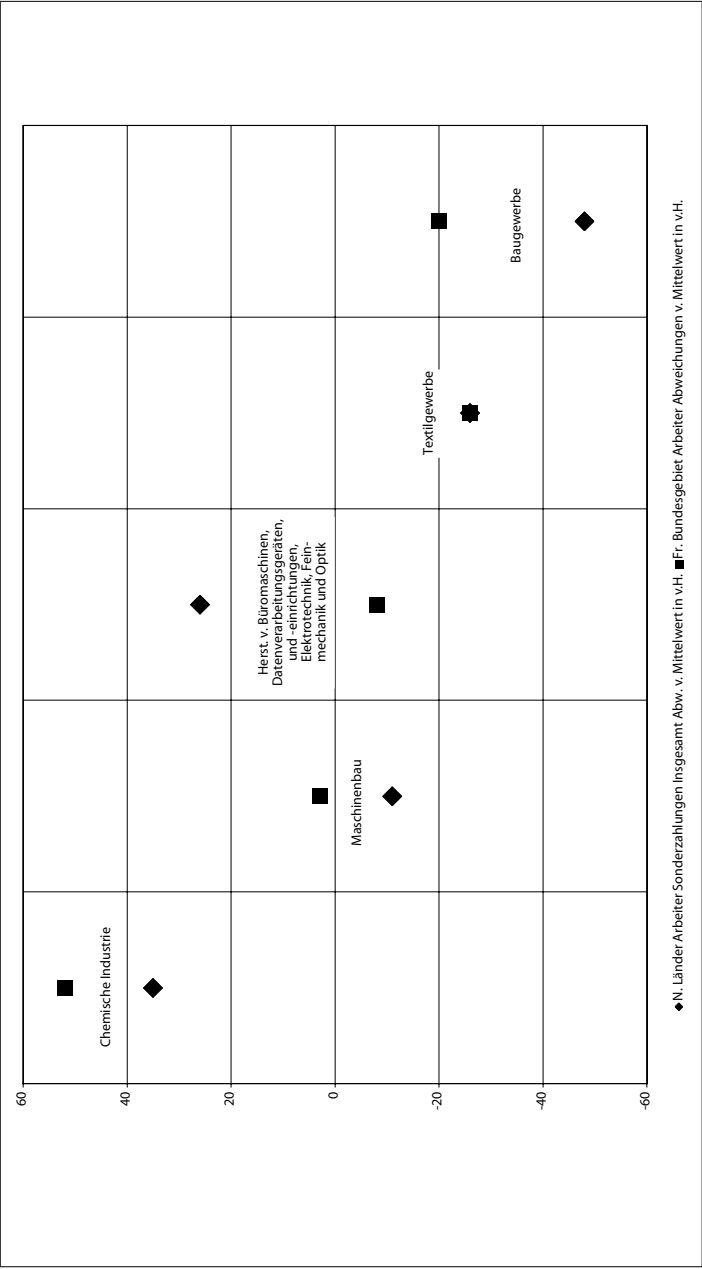 60
40
20
0
-20
-40
-60
Chemische Industrie
Maschinenbau
Herst. v. Büromaschinen,
Datenverarbeitungsgeräten,
und -einrichtungen,
Elektrotechnik, Fein-
mechanik und Optik
Textilgewerbe
Baugewerbe
N. Länder Arbeiter Sonderzahlungen Insgesamt Abw. v. Mittelwert in v.H. Fr. Bundesgebiet Arbeiter Abweichungen v. Mittelwert in v.H.